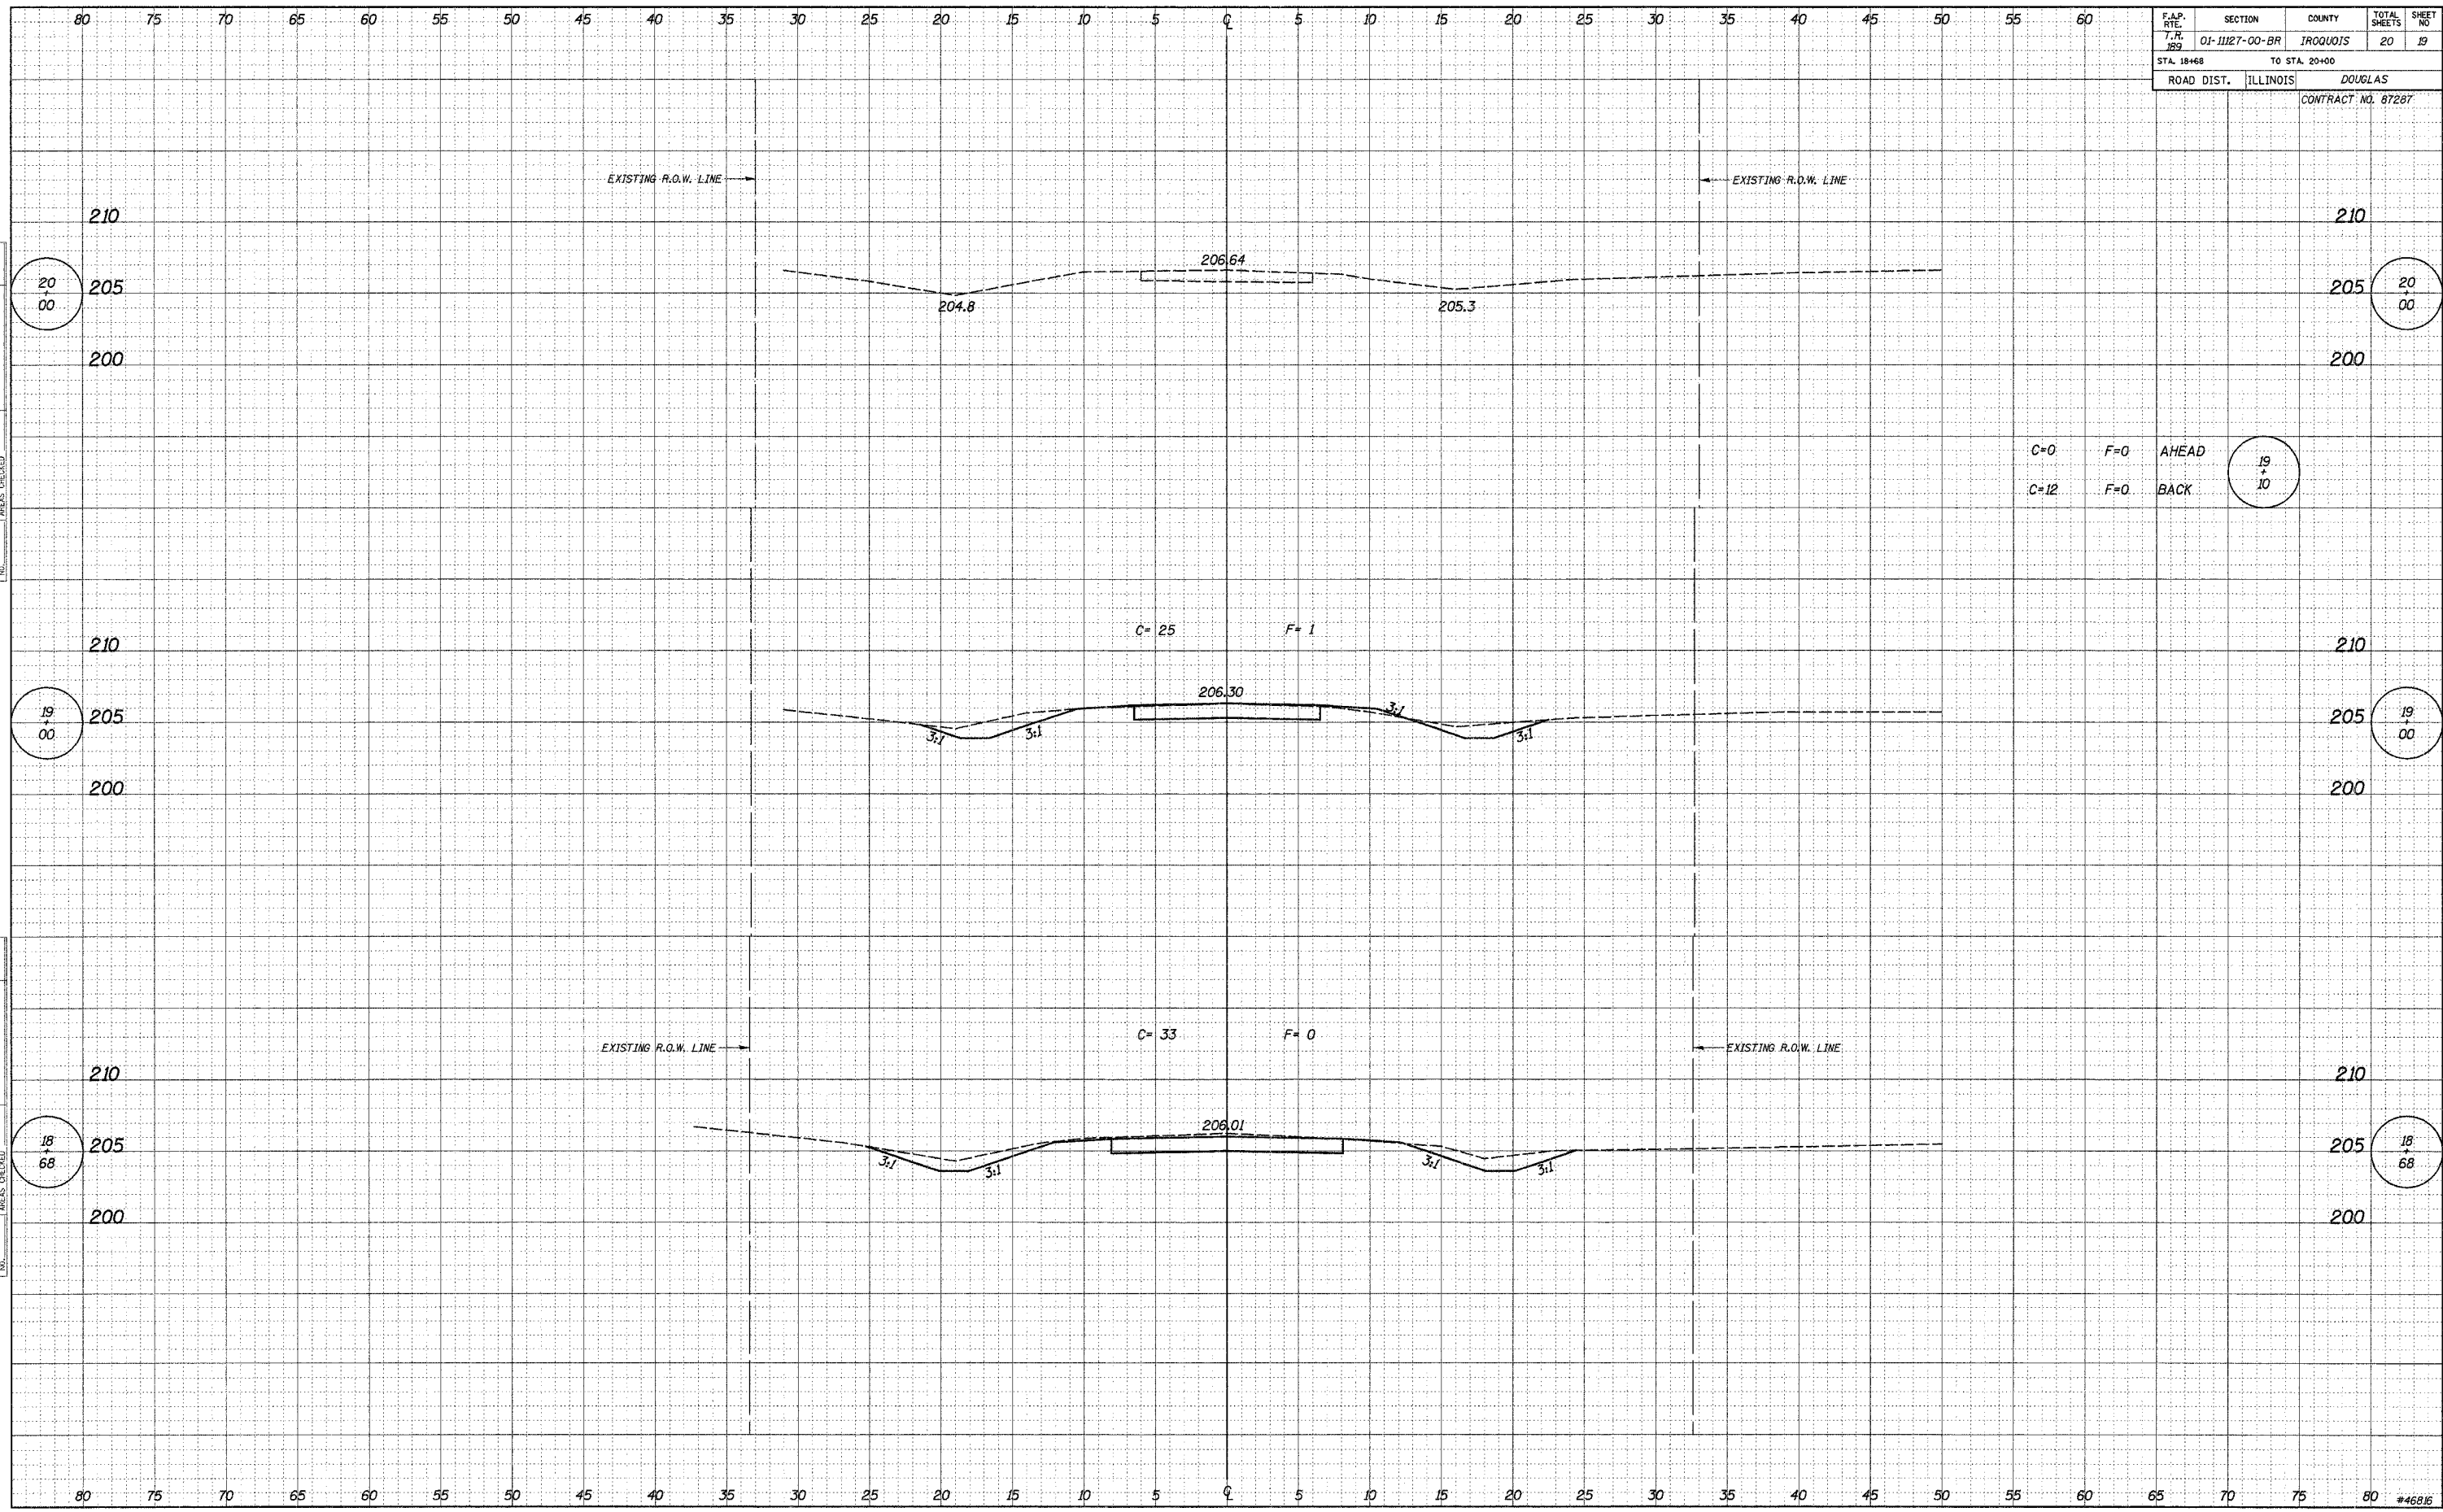 80 75 70 65 60 55 50 45 40 35 30 25 20 15 10 5 ℄ 5 10 15 20 25 30 35 40 45 50 55 60
F.A.P. RTE. SECTION COUNTY TOTAL SHEETS SHEET NO
T.R. 189 01-11127-00-BR IROQUOIS 20 19
STA. 18+68 TO STA. 20+00
ROAD DIST. ILLINOIS DOUGLAS
CONTRACT NO. 87287
EXISTING R.O.W. LINE EXISTING R.O.W. LINE
210 210
206.64
20 + 00 205 205 20 + 00
204.8 205.3
200 200
C=0 F=0 AHEAD
19 + 10
C=12 F=0 BACK
AREAS CHECKED
NO.
C= 25 F= 1
210 210
206.30
19 + 00 205 3:1 205 19 + 00
3:1 3:1 3:1
200 200
C= 33 F= 0
EXISTING R.O.W. LINE EXISTING R.O.W. LINE
210 210
206.01
18 + 68 205 205 18 + 68
3:1 3:1 3:1 3:1
200 200
AREAS CHECKED
NO.
80 75 70 65 60 55 50 45 40 35 30 25 20 15 10 5 ℄ 5 10 15 20 25 30 35 40 45 50 55 60 65 70 75 80
#46816